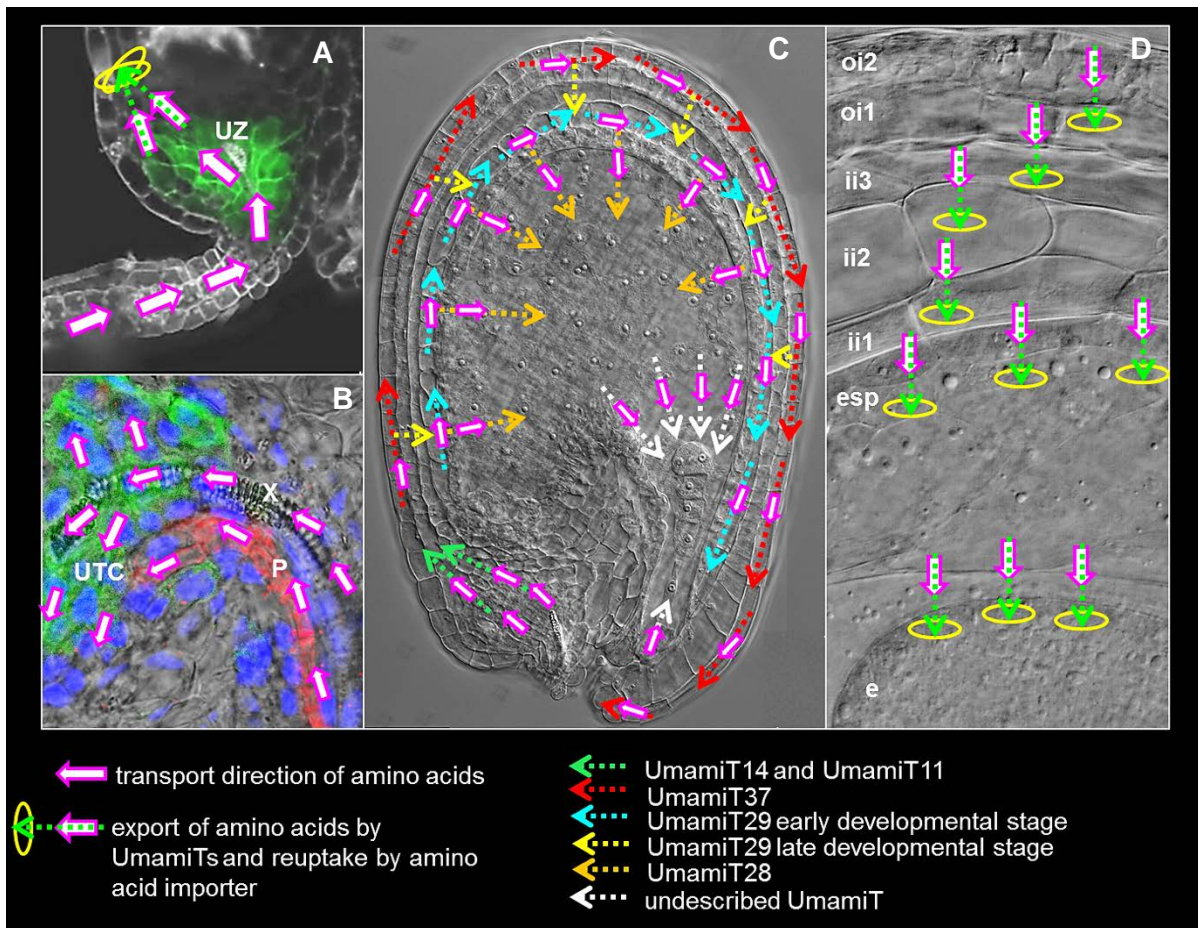 A
UZ
B
X
UTC
P
C
D
oi2
oi1
ii3
ii2
ii1
esp
e
transport direction of amino acids
export of amino acids by
UmamiTs and reuptake by amino
acid importer
UmamiT14 and UmamiT11
UmamiT37
UmamiT29 early developmental stage
UmamiT29 late developmental stage
UmamiT28
undescribed UmamiT